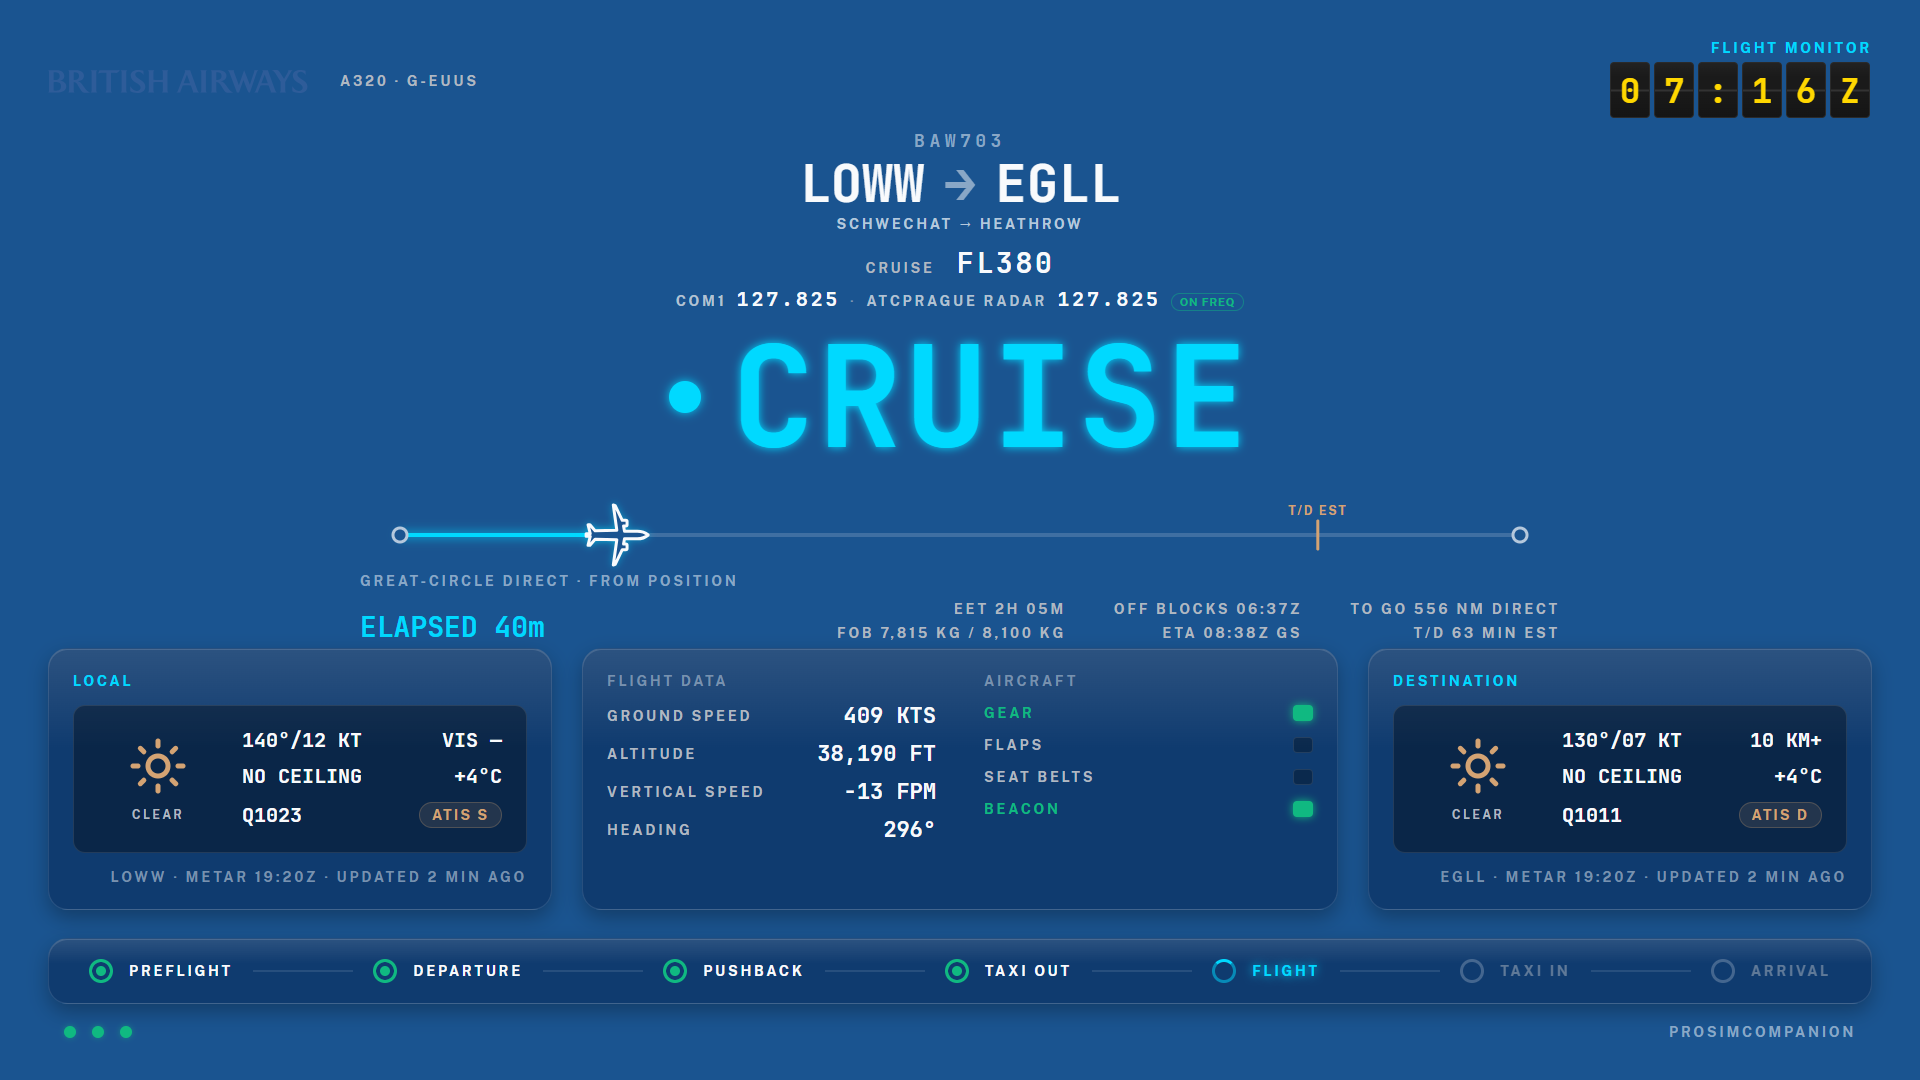 BRITISH AIRWAYS
A320 · G-EUUS
FLIGHT MONITOR
07:16Z
BAW703
LOWW → EGLL
SCHWECHAT → HEATHROW
CRUISE FL380
COM1 127.825 · ATCPRAGUE RADAR 127.825 ON FREQ
CRUISE
T/D EST
GREAT-CIRCLE DIRECT · FROM POSITION
ELAPSED 40m
EET 2H 05M
FOB 7,815 KG / 8,100 KG
OFF BLOCKS 06:37Z
ETA 08:38Z GS
TO GO 556 NM DIRECT
T/D 63 MIN EST
LOCAL
140°/12 KT VIS —
NO CEILING +4°C
CLEAR
Q1023 ATIS S
LOWW · METAR 19:20Z · UPDATED 2 MIN AGO
FLIGHT DATA
GROUND SPEED 409 KTS
ALTITUDE 38,190 FT
VERTICAL SPEED -13 FPM
HEADING 296°
AIRCRAFT
GEAR
FLAPS
SEAT BELTS
BEACON
DESTINATION
130°/07 KT 10 KM+
NO CEILING +4°C
CLEAR
Q1011 ATIS D
EGLL · METAR 19:20Z · UPDATED 2 MIN AGO
PREFLIGHT
DEPARTURE
PUSHBACK
TAXI OUT
FLIGHT
TAXI IN
ARRIVAL
PROSIMCOMPANION